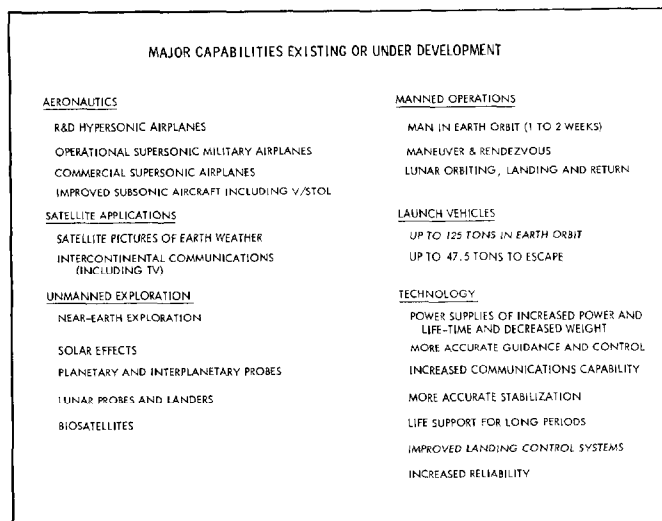 MAJOR CAPABILITIES EXISTING OR UNDER DEVELOPMENT
AERONAUTICS
R&D HYPERSONIC AIRPLANES
OPERATIONAL SUPERSONIC MILITARY AIRPLANES
COMMERCIAL SUPERSONIC AIRPLANES
IMPROVED SUBSONIC AIRCRAFT INCLUDING V/STOL
SATELLITE APPLICATIONS
SATELLITE PICTURES OF EARTH WEATHER
INTERCONTINENTAL COMMUNICATIONS
(INCLUDING TV)
UNMANNED EXPLORATION
NEAR-EARTH EXPLORATION
SOLAR EFFECTS
PLANETARY AND INTERPLANETARY PROBES
LUNAR PROBES AND LANDERS
BIOSATELLITES
MANNED OPERATIONS
MAN IN EARTH ORBIT (1 TO 2 WEEKS)
MANEUVER & RENDEZVOUS
LUNAR ORBITING, LANDING AND RETURN
LAUNCH VEHICLES
UP TO 125 TONS IN EARTH ORBIT
UP TO 47.5 TONS TO ESCAPE
TECHNOLOGY
POWER SUPPLIES OF INCREASED POWER AND
LIFE-TIME AND DECREASED WEIGHT
MORE ACCURATE GUIDANCE AND CONTROL
INCREASED COMMUNICATIONS CAPABILITY
MORE ACCURATE STABILIZATION
LIFE SUPPORT FOR LONG PERIODS
IMPROVED LANDING CONTROL SYSTEMS
INCREASED RELIABILITY